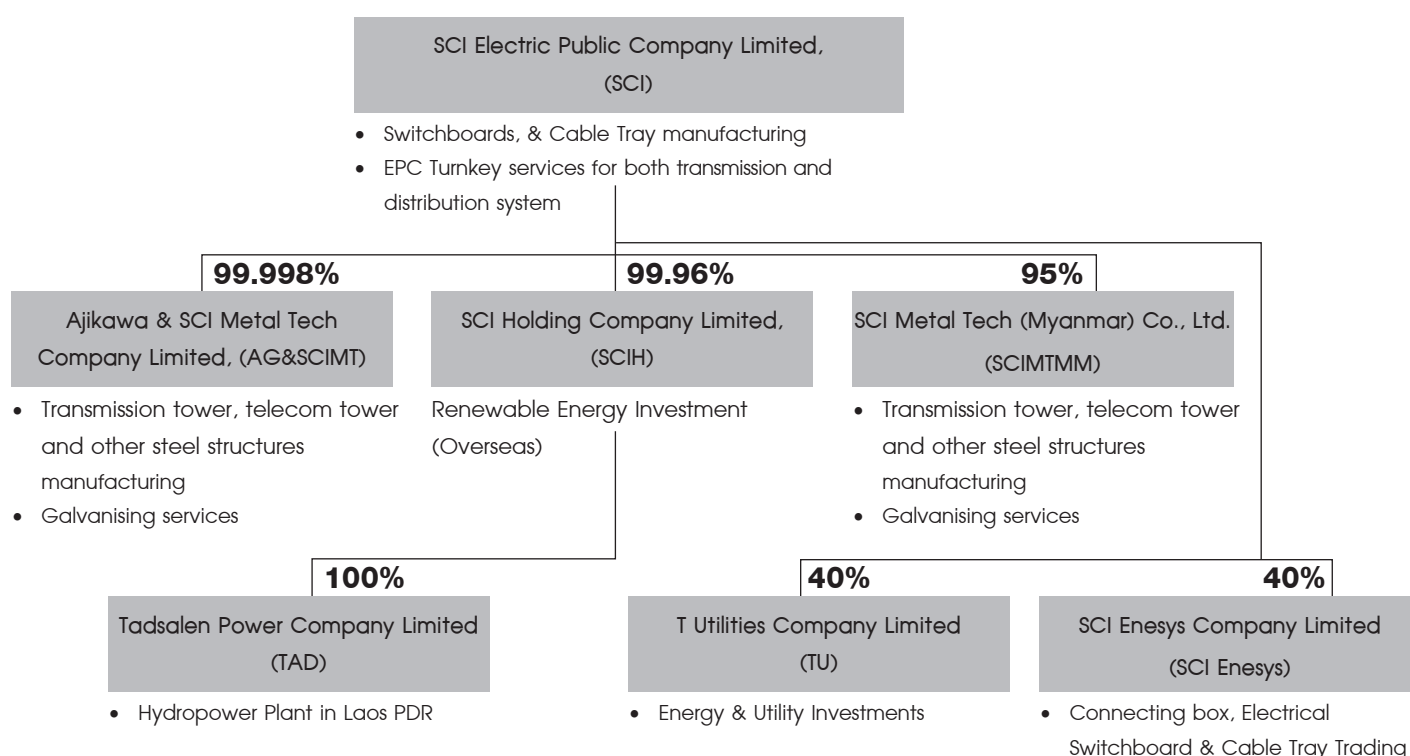 SCI Electric Public Company Limited,
(SCI)
• Switchboards, & Cable Tray manufacturing
• EPC Turnkey services for both transmission and
distribution system
99.998%
Ajikawa & SCI Metal Tech
Company Limited, (AG&SCIMT)
• Transmission tower, telecom tower
and other steel structures
manufacturing
• Galvanising services
99.96%
SCI Holding Company Limited,
(SCIH)
Renewable Energy Investment
(Overseas)
95%
SCI Metal Tech (Myanmar) Co., Ltd.
(SCIMTMM)
• Transmission tower, telecom tower
and other steel structures
manufacturing
• Galvanising services
100%
Tadsalen Power Company Limited
(TAD)
• Hydropower Plant in Laos PDR
40%
T Utilities Company Limited
(TU)
• Energy & Utility Investments
40%
SCI Enesys Company Limited
(SCI Enesys)
• Connecting box, Electrical
Switchboard & Cable Tray Trading